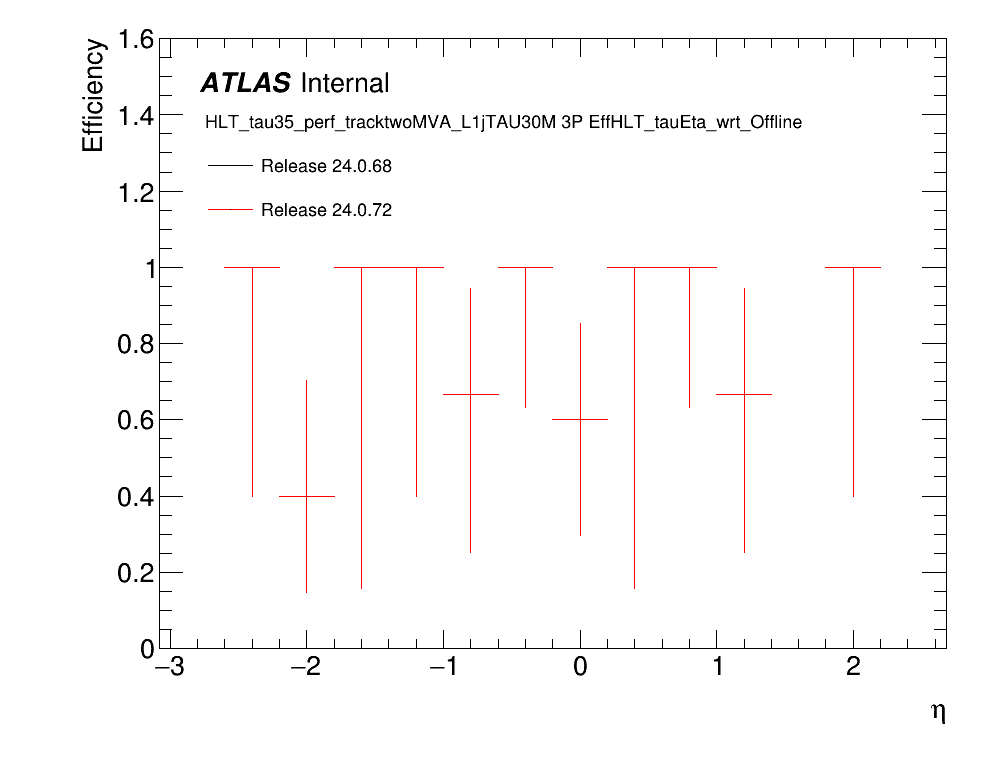 Efficiency
1.6
1.4
1.2
1
0.8
0.6
0.4
0.2
0
ATLAS Internal
HLT_tau35_perf_tracktwoMVA_L1jTAU30M 3P EffHLT_tauEta_wrt_Offline
Release 24.0.68
Release 24.0.72
−3 −2 −1 0 1 2
η